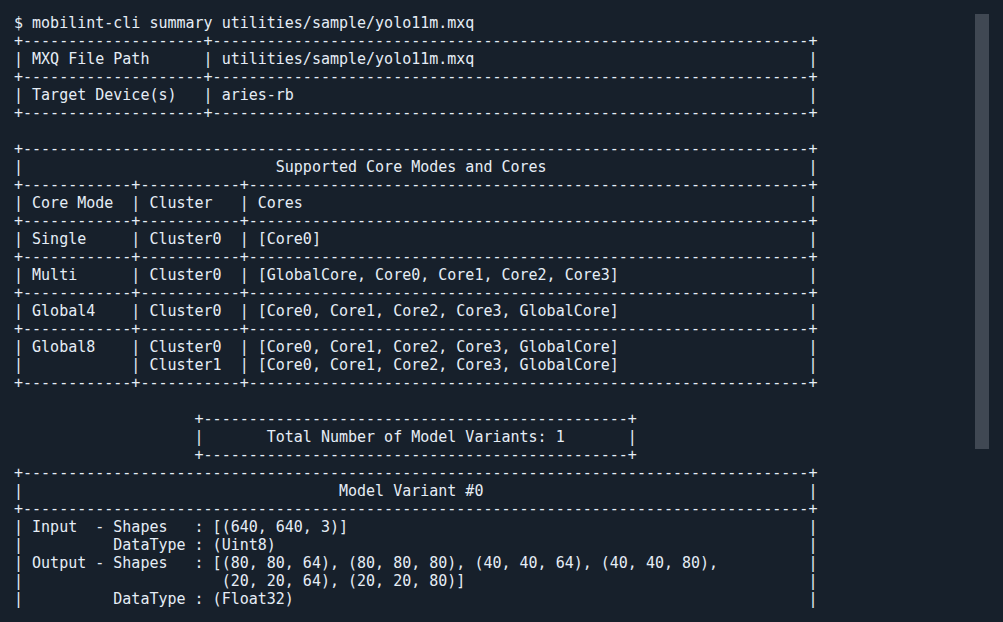 $ mobilint-cli summary utilities/sample/yolo11m.mxq
+--------------------+------------------------------------------------------------------+
| MXQ File Path      | utilities/sample/yolo11m.mxq                                     |
+--------------------+------------------------------------------------------------------+
| Target Device(s)   | aries-rb                                                         |
+--------------------+------------------------------------------------------------------+
+---------------------------------------------------------------------------------------+
|                            Supported Core Modes and Cores                             |
+------------+-----------+--------------------------------------------------------------+
| Core Mode  | Cluster   | Cores                                                        |
+------------+-----------+--------------------------------------------------------------+
| Single     | Cluster0  | [Core0]                                                      |
+------------+-----------+--------------------------------------------------------------+
| Multi      | Cluster0  | [GlobalCore, Core0, Core1, Core2, Core3]                     |
+------------+-----------+--------------------------------------------------------------+
| Global4    | Cluster0  | [Core0, Core1, Core2, Core3, GlobalCore]                     |
+------------+-----------+--------------------------------------------------------------+
| Global8    | Cluster0  | [Core0, Core1, Core2, Core3, GlobalCore]                     |
|            | Cluster1  | [Core0, Core1, Core2, Core3, GlobalCore]                     |
+------------+-----------+--------------------------------------------------------------+
                    +-----------------------------------------------+
                    |       Total Number of Model Variants: 1       |
                    +-----------------------------------------------+
+---------------------------------------------------------------------------------------+
|                                   Model Variant #0                                    |
+---------------------------------------------------------------------------------------+
| Input  - Shapes   : [(640, 640, 3)]                                                   |
|          DataType : (Uint8)                                                           |
| Output - Shapes   : [(80, 80, 64), (80, 80, 80), (40, 40, 64), (40, 40, 80),          |
|                      (20, 20, 64), (20, 20, 80)]                                      |
|          DataType : (Float32)                                                         |